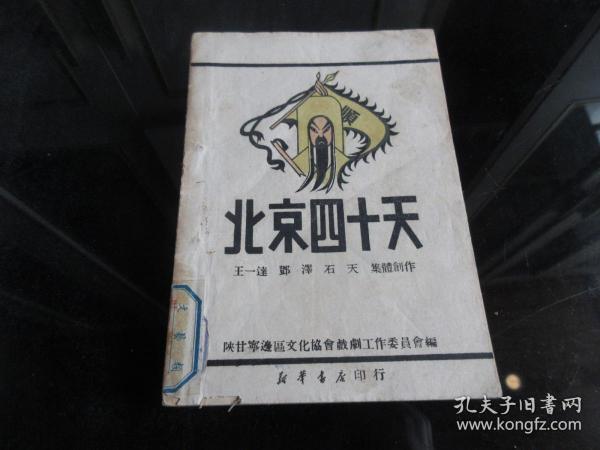 順
北京四十天
王一達 鄧澤 石天 集體創作
陝甘寧邊區文化協會戲劇工作委員會編
新華書店印行
孔夫子旧书网
www.kongfz.com